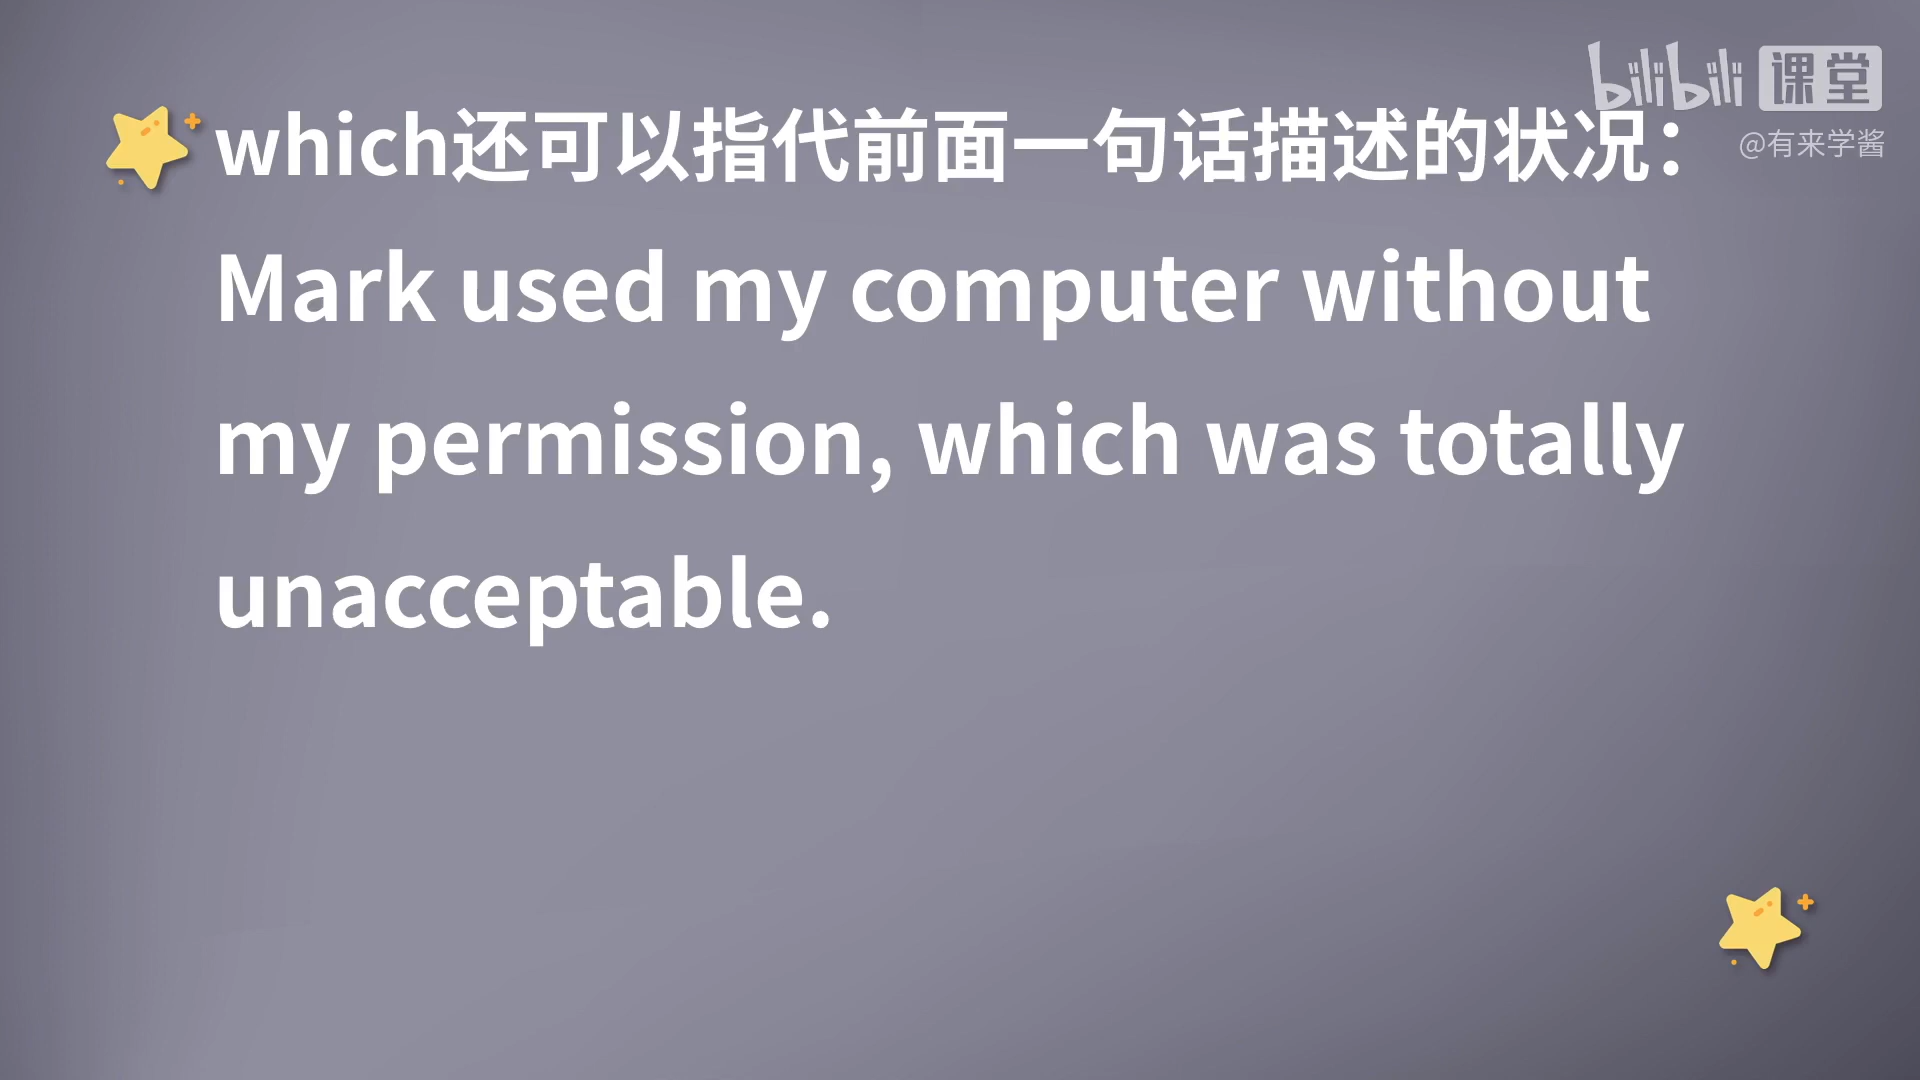 bilibili 课堂
@有来学酱
which还可以指代前面一句话描述的状况：
Mark used my computer without
my permission, which was totally
unacceptable.